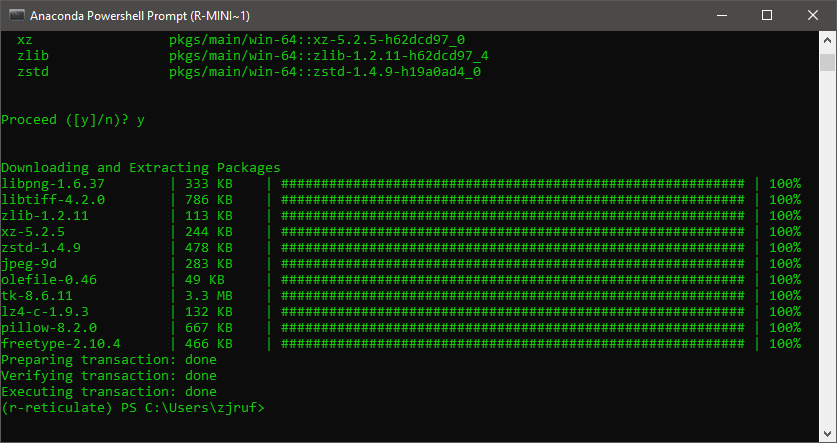 Anaconda Powershell Prompt (R-MINI~1)
xz pkgs/main/win-64::xz-5.2.5-h62dcd97_0
zlib pkgs/main/win-64::zlib-1.2.11-h62dcd97_4
zstd pkgs/main/win-64::zstd-1.4.9-h19a0ad4_0
Proceed ([y]/n)? y
Downloading and Extracting Packages
libpng-1.6.37 | 333 KB | ########################################################## | 100%
libtiff-4.2.0 | 786 KB | ########################################################## | 100%
zlib-1.2.11 | 113 KB | ########################################################## | 100%
xz-5.2.5 | 244 KB | ########################################################## | 100%
zstd-1.4.9 | 478 KB | ########################################################## | 100%
jpeg-9d | 283 KB | ########################################################## | 100%
olefile-0.46 | 49 KB | ########################################################## | 100%
tk-8.6.11 | 3.3 MB | ########################################################## | 100%
lz4-c-1.9.3 | 132 KB | ########################################################## | 100%
pillow-8.2.0 | 667 KB | ########################################################## | 100%
freetype-2.10.4 | 466 KB | ########################################################## | 100%
Preparing transaction: done
Verifying transaction: done
Executing transaction: done
(r-reticulate) PS C:\Users\zjruf>